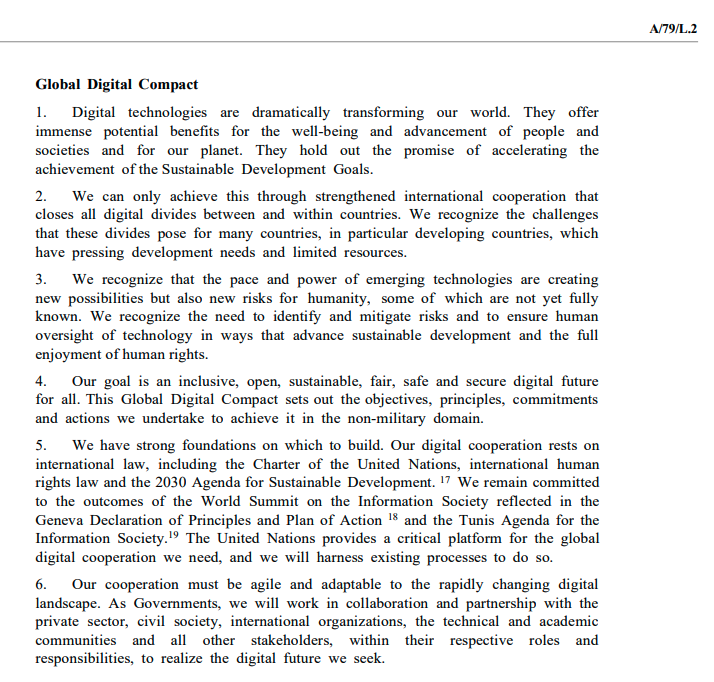 A/79/L.2
Global Digital Compact
1. Digital technologies are dramatically transforming our world. They offer
immense potential benefits for the well-being and advancement of people and
societies and for our planet. They hold out the promise of accelerating the
achievement of the Sustainable Development Goals.
2. We can only achieve this through strengthened international cooperation that
closes all digital divides between and within countries. We recognize the challenges
that these divides pose for many countries, in particular developing countries, which
have pressing development needs and limited resources.
3. We recognize that the pace and power of emerging technologies are creating
new possibilities but also new risks for humanity, some of which are not yet fully
known. We recognize the need to identify and mitigate risks and to ensure human
oversight of technology in ways that advance sustainable development and the full
enjoyment of human rights.
4. Our goal is an inclusive, open, sustainable, fair, safe and secure digital future
for all. This Global Digital Compact sets out the objectives, principles, commitments
and actions we undertake to achieve it in the non-military domain.
5. We have strong foundations on which to build. Our digital cooperation rests on
international law, including the Charter of the United Nations, international human
rights law and the 2030 Agenda for Sustainable Development. 17 We remain committed
to the outcomes of the World Summit on the Information Society reflected in the
Geneva Declaration of Principles and Plan of Action 18 and the Tunis Agenda for the
Information Society.19 The United Nations provides a critical platform for the global
digital cooperation we need, and we will harness existing processes to do so.
6. Our cooperation must be agile and adaptable to the rapidly changing digital
landscape. As Governments, we will work in collaboration and partnership with the
private sector, civil society, international organizations, the technical and academic
communities and all other stakeholders, within their respective roles and
responsibilities, to realize the digital future we seek.